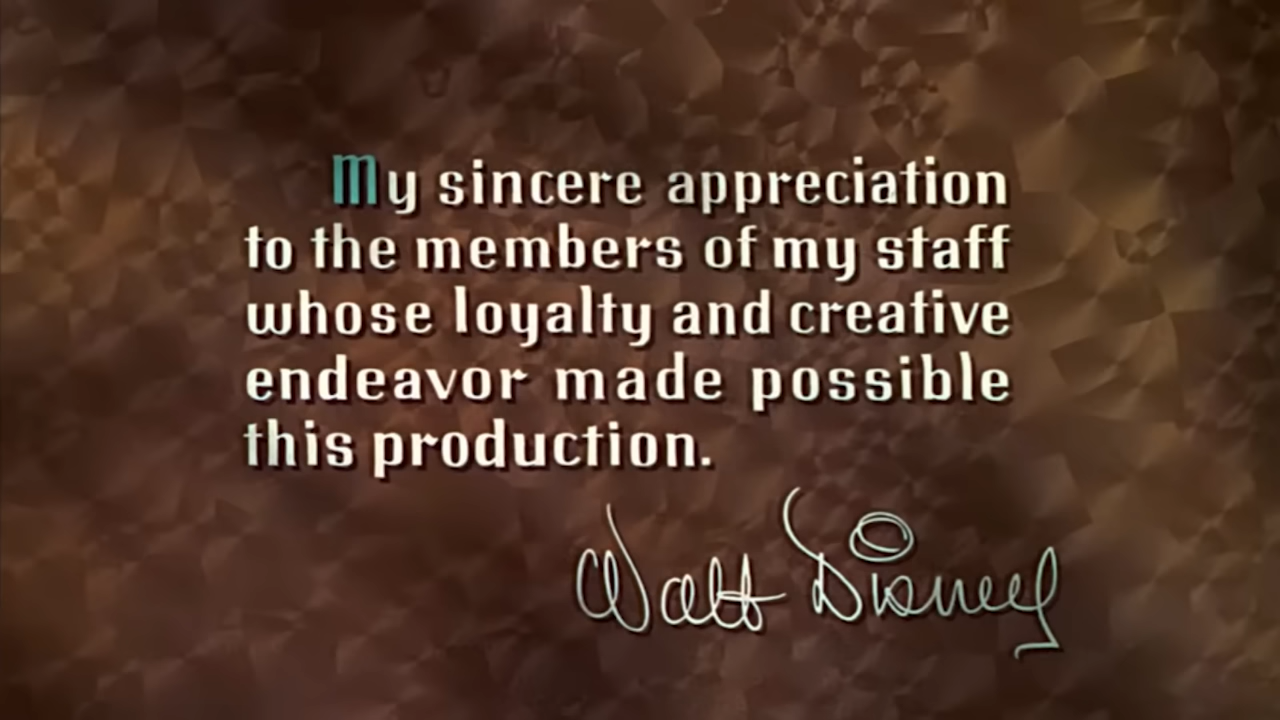 My sincere appreciation
to the members of my staff
whose loyalty and creative
endeavor made possible
this production.
Walt Disney